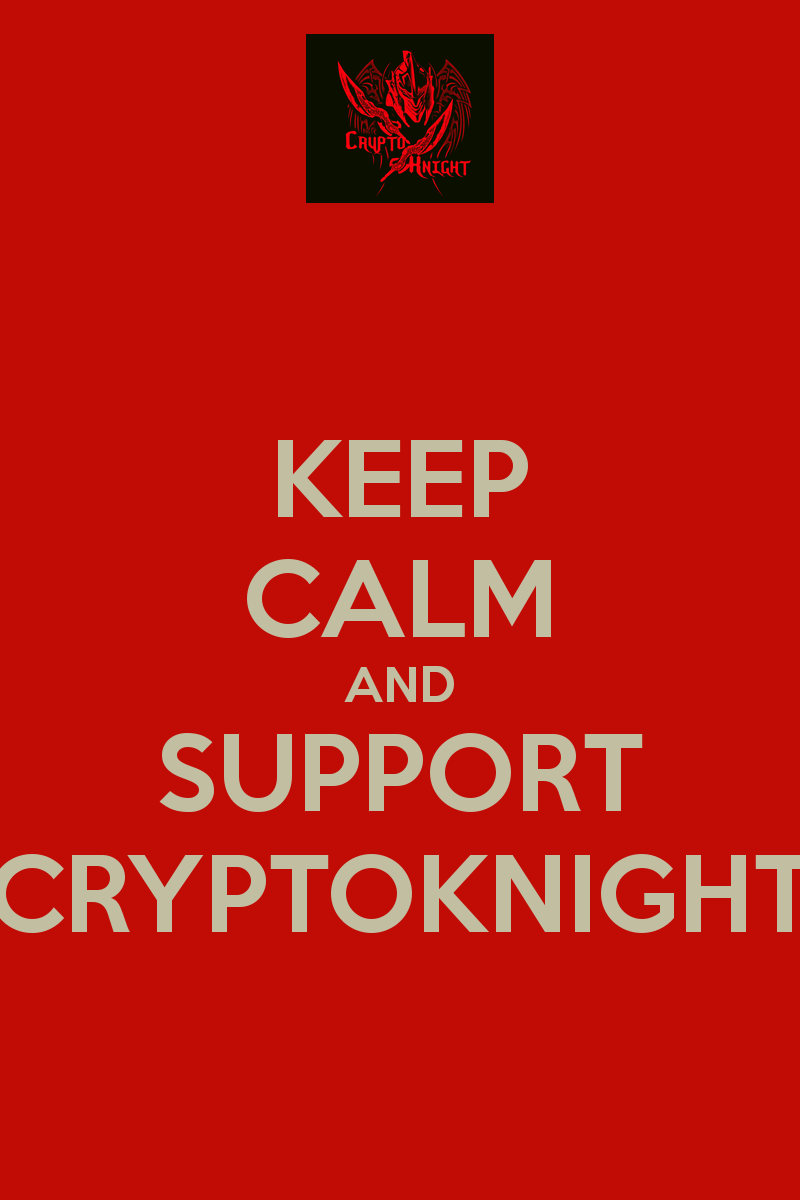 CRYPTO
KNIGHT
KEEP
CALM
AND
SUPPORT
CRYPTOKNIGHT